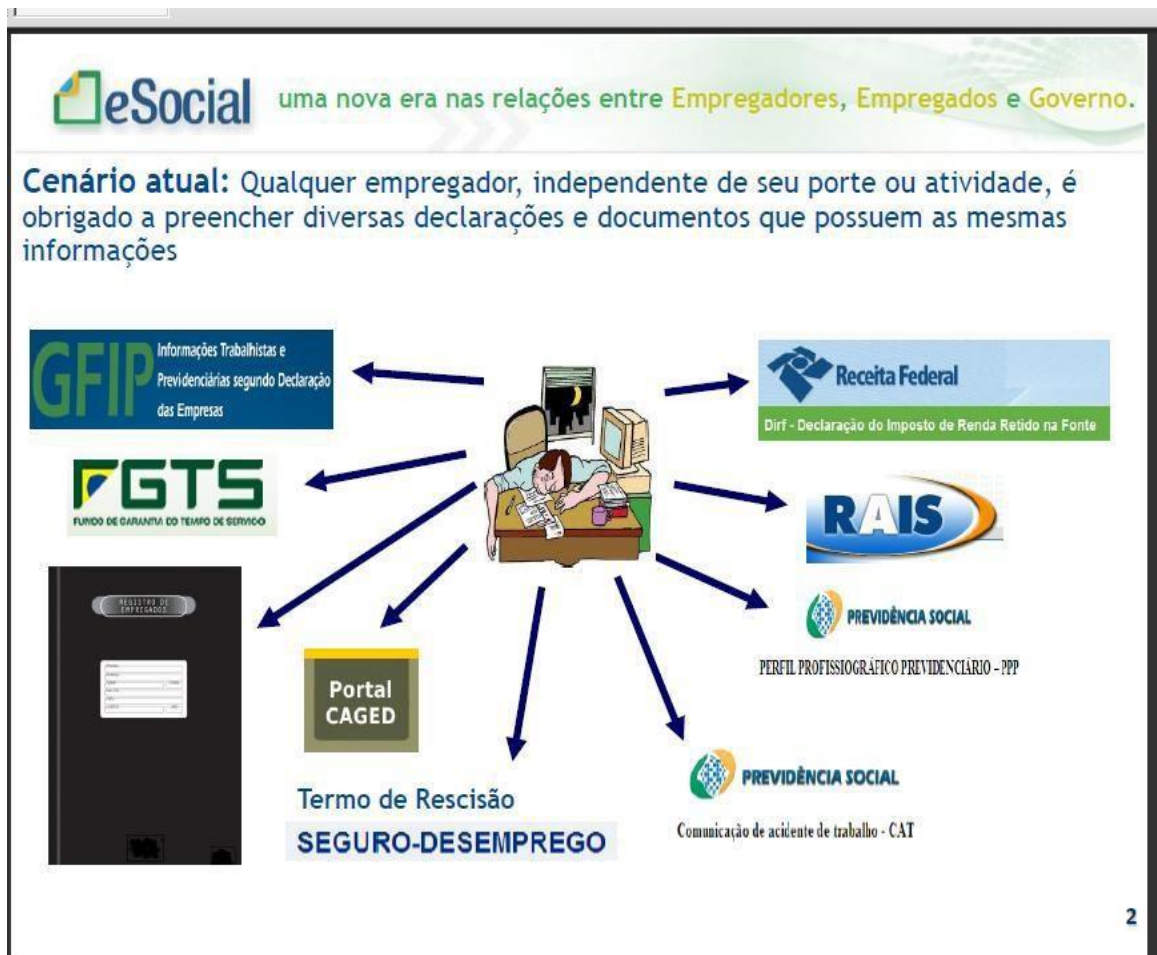 eSocial uma nova era nas relações entre Empregadores, Empregados e Governo.
Cenário atual: Qualquer empregador, independente de seu porte ou atividade, é
obrigado a preencher diversas declarações e documentos que possuem as mesmas
informações
GFIP
Informações Trabalhistas e
Previdenciárias segundo Declaração
das Empresas
Receita Federal
Dirf - Declaração do Imposto de Renda Retido na Fonte
FGTS
FUNDO DE GARANTIA DO TEMPO DE SERVICO
RAIS
REGISTRO DE
EMPREGADOS
PREVIDÊNCIA SOCIAL
PERFIL PROFISSIOGRÁFICO PREVIDENCIÁRIO – PPP
Portal
CAGED
PREVIDÊNCIA SOCIAL
Comunicação de acidente de trabalho - CAT
Termo de Rescisão
SEGURO-DESEMPREGO
2